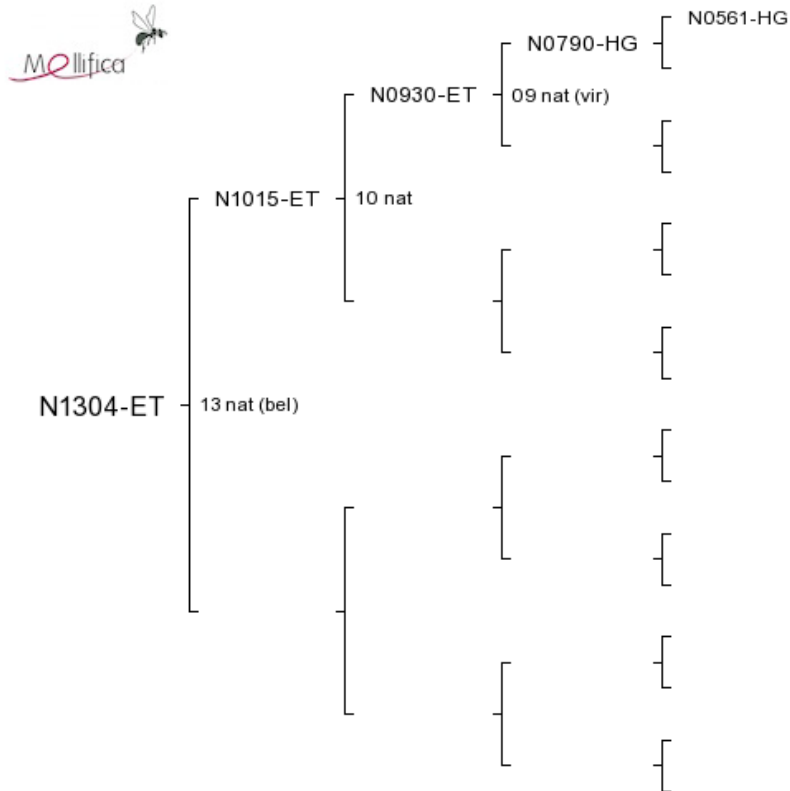 Mellifica
N0561-HG
N0790-HG
N0930-ET
09 nat (vir)
N1015-ET
10 nat
N1304-ET
13 nat (bel)